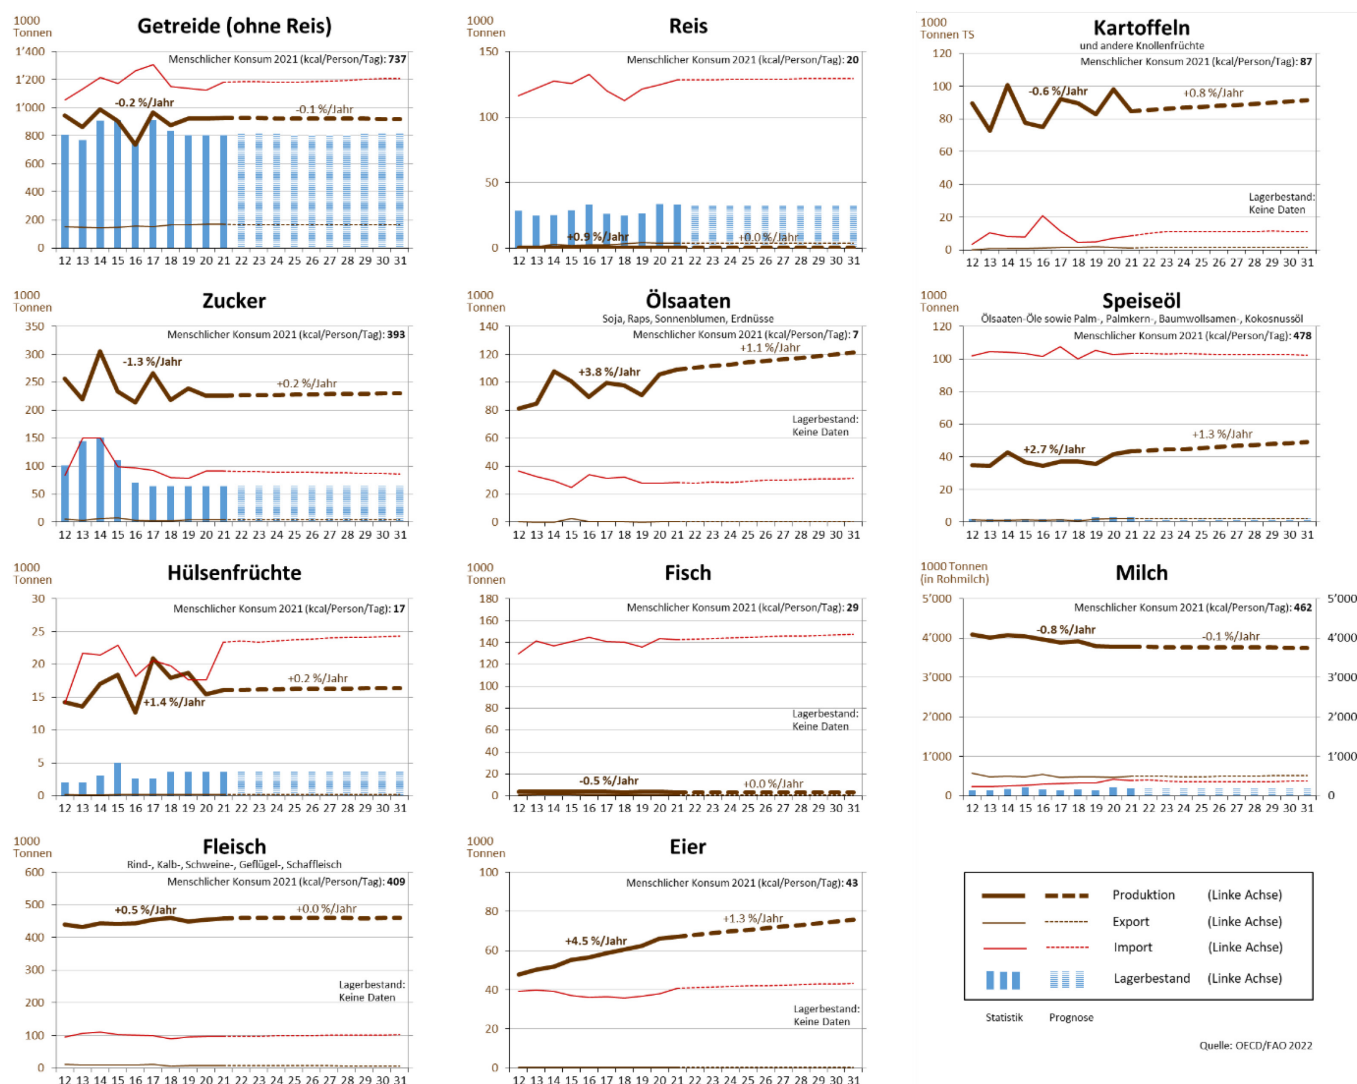 1000
Tonnen
Getreide (ohne Reis)
Menschlicher Konsum 2021 (kcal/Person/Tag): 737
1'400
1'200
1'000
800
600
400
200
0
-0.2 %/Jahr
-0.1 %/Jahr
12 13 14 15 16 17 18 19 20 21 22 23 24 25 26 27 28 29 30 31
1000
Tonnen
Reis
Menschlicher Konsum 2021 (kcal/Person/Tag): 20
150
100
50
0
+0.9 %/Jahr
+0.0 %/Jahr
12 13 14 15 16 17 18 19 20 21 22 23 24 25 26 27 28 29 30 31
1000
Tonnen TS
Kartoffeln
und andere Knollenfrüchte
Menschlicher Konsum 2021 (kcal/Person/Tag): 87
120
100
80
60
40
20
0
-0.6 %/Jahr
+0.8 %/Jahr
Lagerbestand:
Keine Daten
12 13 14 15 16 17 18 19 20 21 22 23 24 25 26 27 28 29 30 31
1000
Tonnen
Zucker
Menschlicher Konsum 2021 (kcal/Person/Tag): 393
350
300
250
200
150
100
50
0
-1.3 %/Jahr
+0.2 %/Jahr
12 13 14 15 16 17 18 19 20 21 22 23 24 25 26 27 28 29 30 31
1000
Tonnen
Ölsaaten
Soja, Raps, Sonnenblumen, Erdnüsse
Menschlicher Konsum 2021 (kcal/Person/Tag): 7
140
120
100
80
60
40
20
0
+3.8 %/Jahr
+1.1 %/Jahr
Lagerbestand:
Keine Daten
12 13 14 15 16 17 18 19 20 21 22 23 24 25 26 27 28 29 30 31
1000
Tonnen
Speiseöl
Ölsaaten-Öle sowie Palm-, Palmkern-, Baumwollsamen-, Kokosnussöl
Menschlicher Konsum 2021 (kcal/Person/Tag): 478
120
100
80
60
40
20
0
+2.7 %/Jahr
+1.3 %/Jahr
12 13 14 15 16 17 18 19 20 21 22 23 24 25 26 27 28 29 30 31
1000
Tonnen
Hülsenfrüchte
Menschlicher Konsum 2021 (kcal/Person/Tag): 17
30
25
20
15
10
5
0
+1.4 %/Jahr
+0.2 %/Jahr
12 13 14 15 16 17 18 19 20 21 22 23 24 25 26 27 28 29 30 31
1000
Tonnen
Fisch
Menschlicher Konsum 2021 (kcal/Person/Tag): 29
180
160
140
120
100
80
60
40
20
0
-0.5 %/Jahr
+0.0 %/Jahr
Lagerbestand:
Keine Daten
12 13 14 15 16 17 18 19 20 21 22 23 24 25 26 27 28 29 30 31
1000 Tonnen
(in Rohmilch)
Milch
Menschlicher Konsum 2021 (kcal/Person/Tag): 462
5'000
4'000
3'000
2'000
1'000
0
-0.8 %/Jahr
-0.1 %/Jahr
5'000
4'000
3'000
2'000
1'000
0
12 13 14 15 16 17 18 19 20 21 22 23 24 25 26 27 28 29 30 31
1000
Tonnen
Fleisch
Rind-, Kalb-, Schweine-, Geflügel-, Schaffleisch
Menschlicher Konsum 2021 (kcal/Person/Tag): 409
600
500
400
300
200
100
0
+0.5 %/Jahr
+0.0 %/Jahr
Lagerbestand:
Keine Daten
12 13 14 15 16 17 18 19 20 21 22 23 24 25 26 27 28 29 30 31
1000
Tonnen
Eier
Menschlicher Konsum 2021 (kcal/Person/Tag): 43
100
80
60
40
20
0
+4.5 %/Jahr
+1.3 %/Jahr
Lagerbestand:
Keine Daten
12 13 14 15 16 17 18 19 20 21 22 23 24 25 26 27 28 29 30 31
Produktion (Linke Achse)
Export (Linke Achse)
Import (Linke Achse)
Lagerbestand (Linke Achse)
Statistik Prognose
Quelle: OECD/FAO 2022